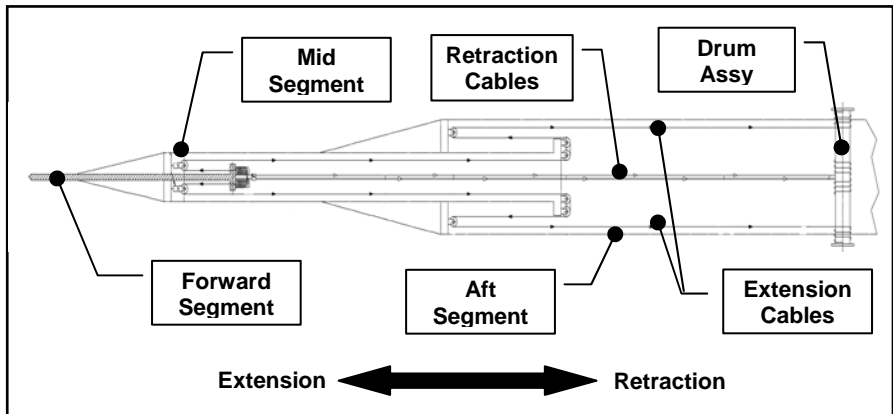 Mid
Segment
Retraction
Cables
Drum
Assy
Forward
Segment
Aft
Segment
Extension
Cables
Extension
Retraction